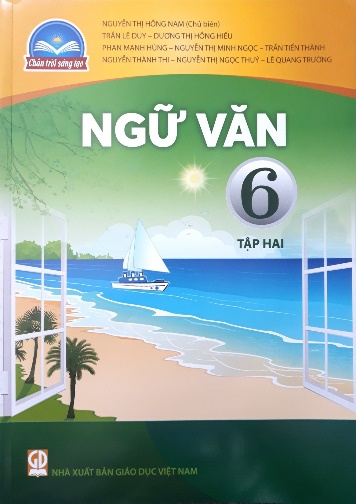 NGUYỄN THỊ HỒNG NAM (Chủ biên)
TRẦN LÊ DUY – DƯƠNG THỊ HỒNG HIẾU
PHAN MẠNH HÙNG – NGUYỄN THỊ MINH NGỌC – TRẦN TIẾN THÀNH
NGUYỄN THÀNH THI – NGUYỄN THỊ NGỌC THUÝ – LÊ QUANG TRƯỜNG
Chân trời sáng tạo
NGỮ VĂN
6
TẬP HAI
NHÀ XUẤT BẢN GIÁO DỤC VIỆT NAM